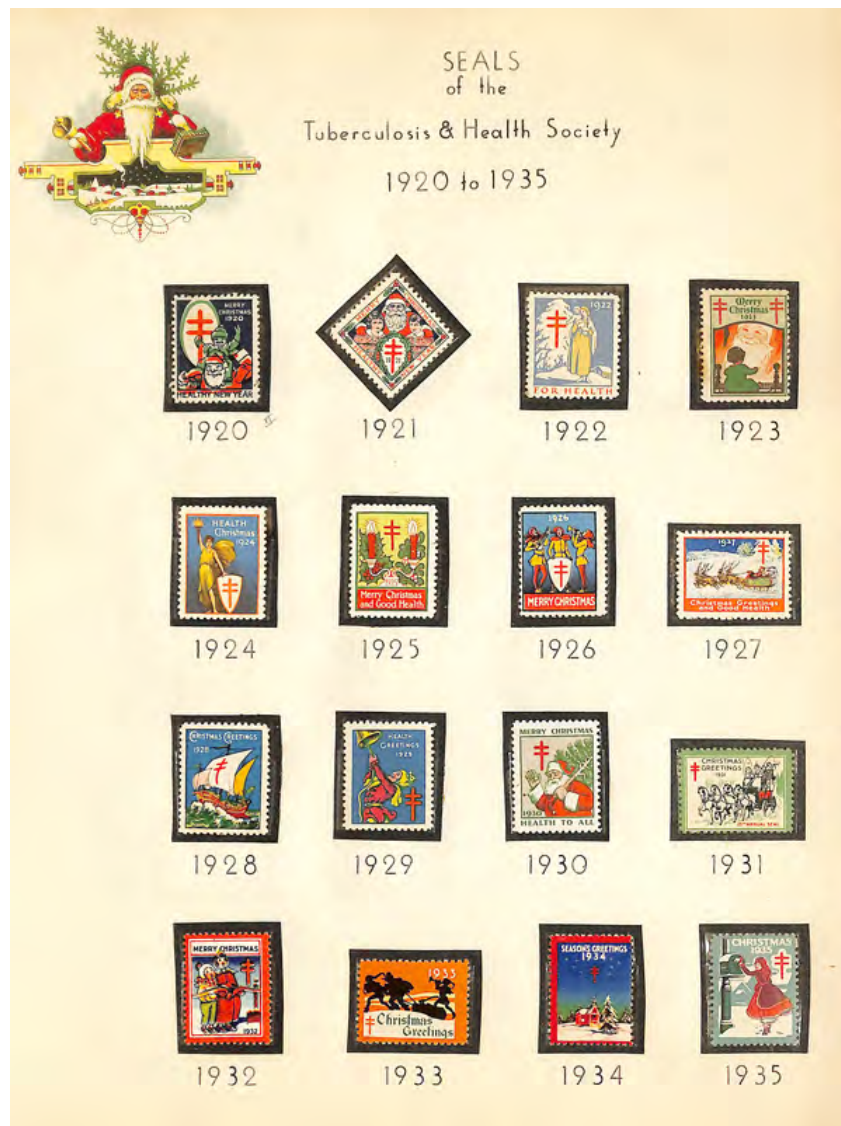 SEALS
of the
Tuberculosis & Health Society
1920 to 1935
MERRY
CHRISTMAS
1920
HEALTHY NEW YEAR
1920
II
1921
1922
FOR HEALTH
1922
Merry
Christmas
1923
1923
HEALTH
Christmas
1924
1924
Merry Christmas
and Good Health
1925
1926
MERRY CHRISTMAS
1926
1927
Christmas Greetings
and Good Health
1927
CHRISTMAS GREETINGS
1928
1928
HEALTH
GREETINGS
1929
1929
MERRY CHRISTMAS
1930
HEALTH TO ALL
1930
CHRISTMAS
GREETINGS
1931
1931
MERRY CHRISTMAS
1932
1932
1933
Christmas
Greetings
1933
SEASON'S GREETINGS
1934
1934
CHRISTMAS
1935
1935